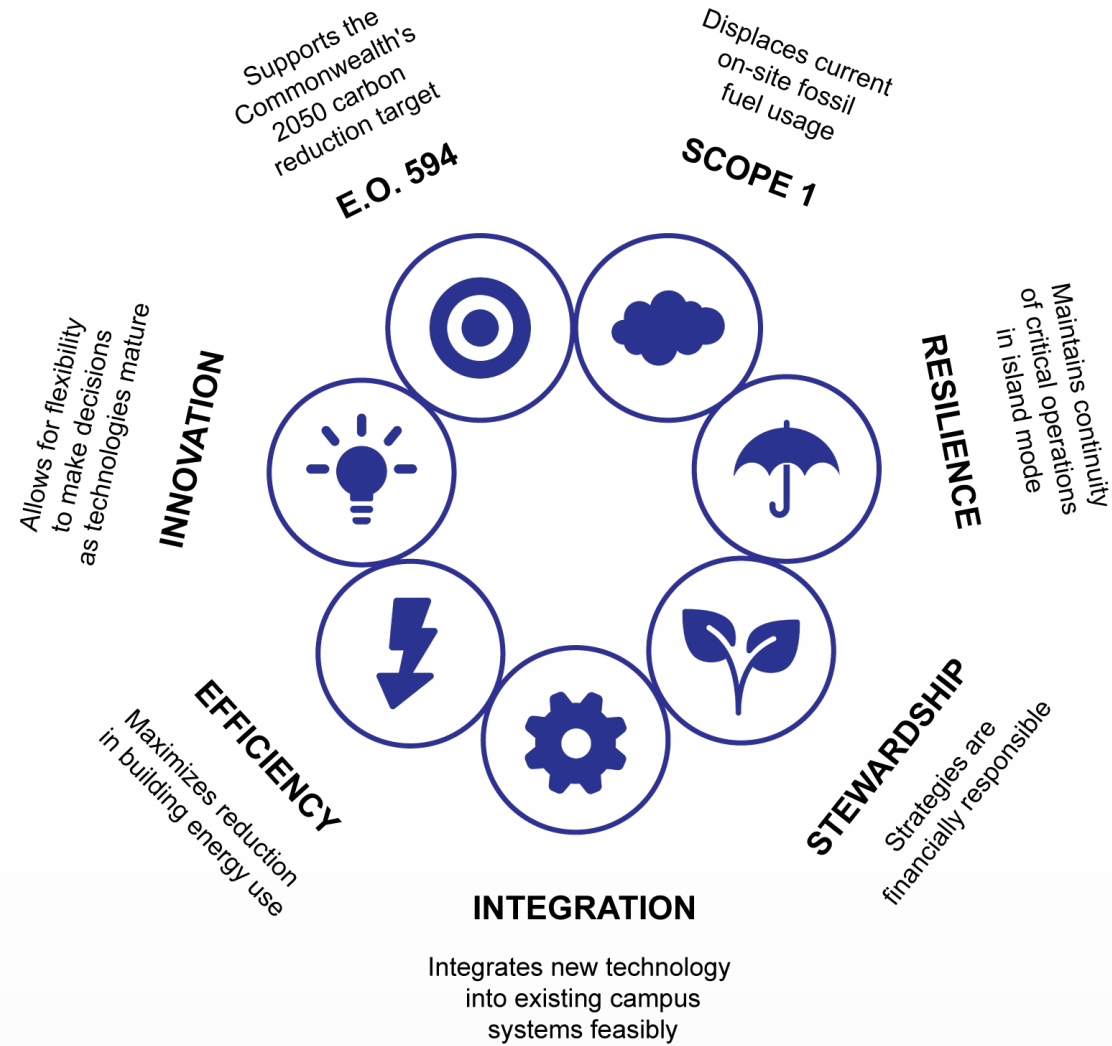 Supports the
Commonwealth's
2050 carbon
reduction target
E.O. 594
Displaces current
on-site fossil
fuel usage
SCOPE 1
Maintains continuity
of critical operations
in island mode
RESILIENCE
STEWARDSHIP
Strategies are
financially responsible
INTEGRATION
Integrates new technology
into existing campus
systems feasibly
EFFICIENCY
Maximizes reduction
in building energy use
Allows for flexibility
to make decisions
as technologies mature
INNOVATION